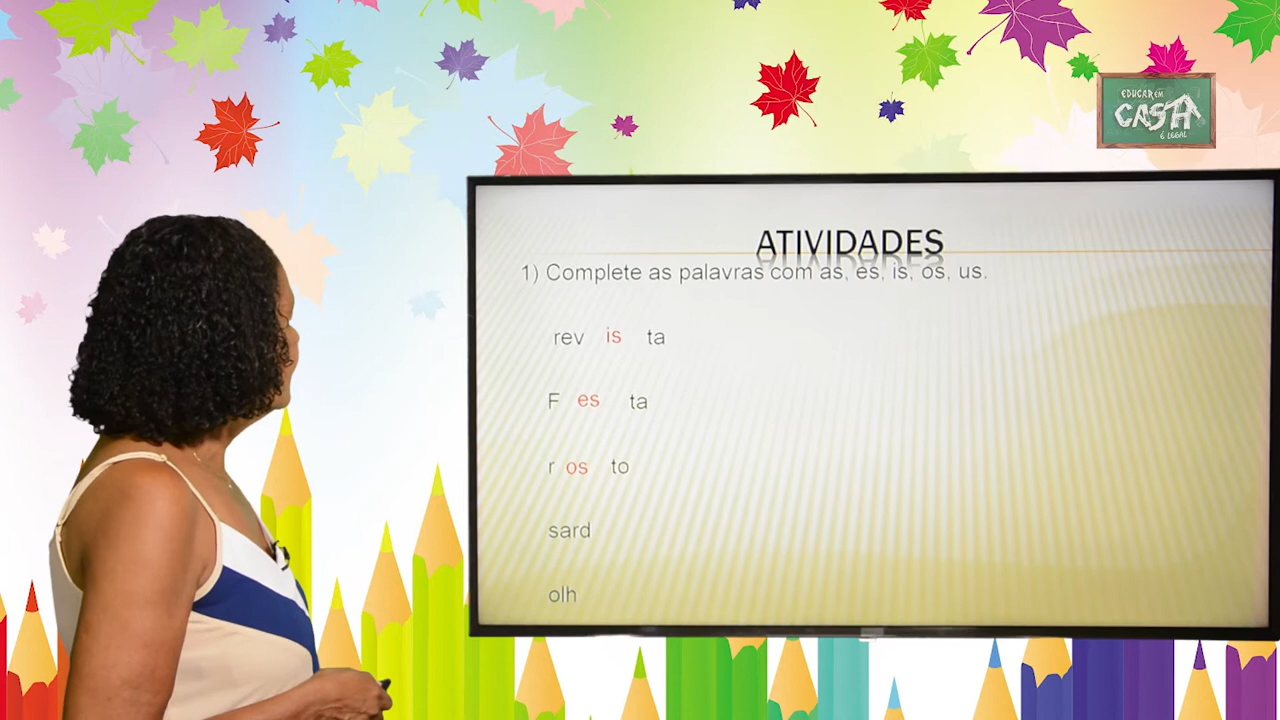 EDUCAR EM
CASA
É LEGAL
ATIVIDADES
1) Complete as palavras com as, es, is, os, us.
rev is ta
F es ta
r os to
sard
olh